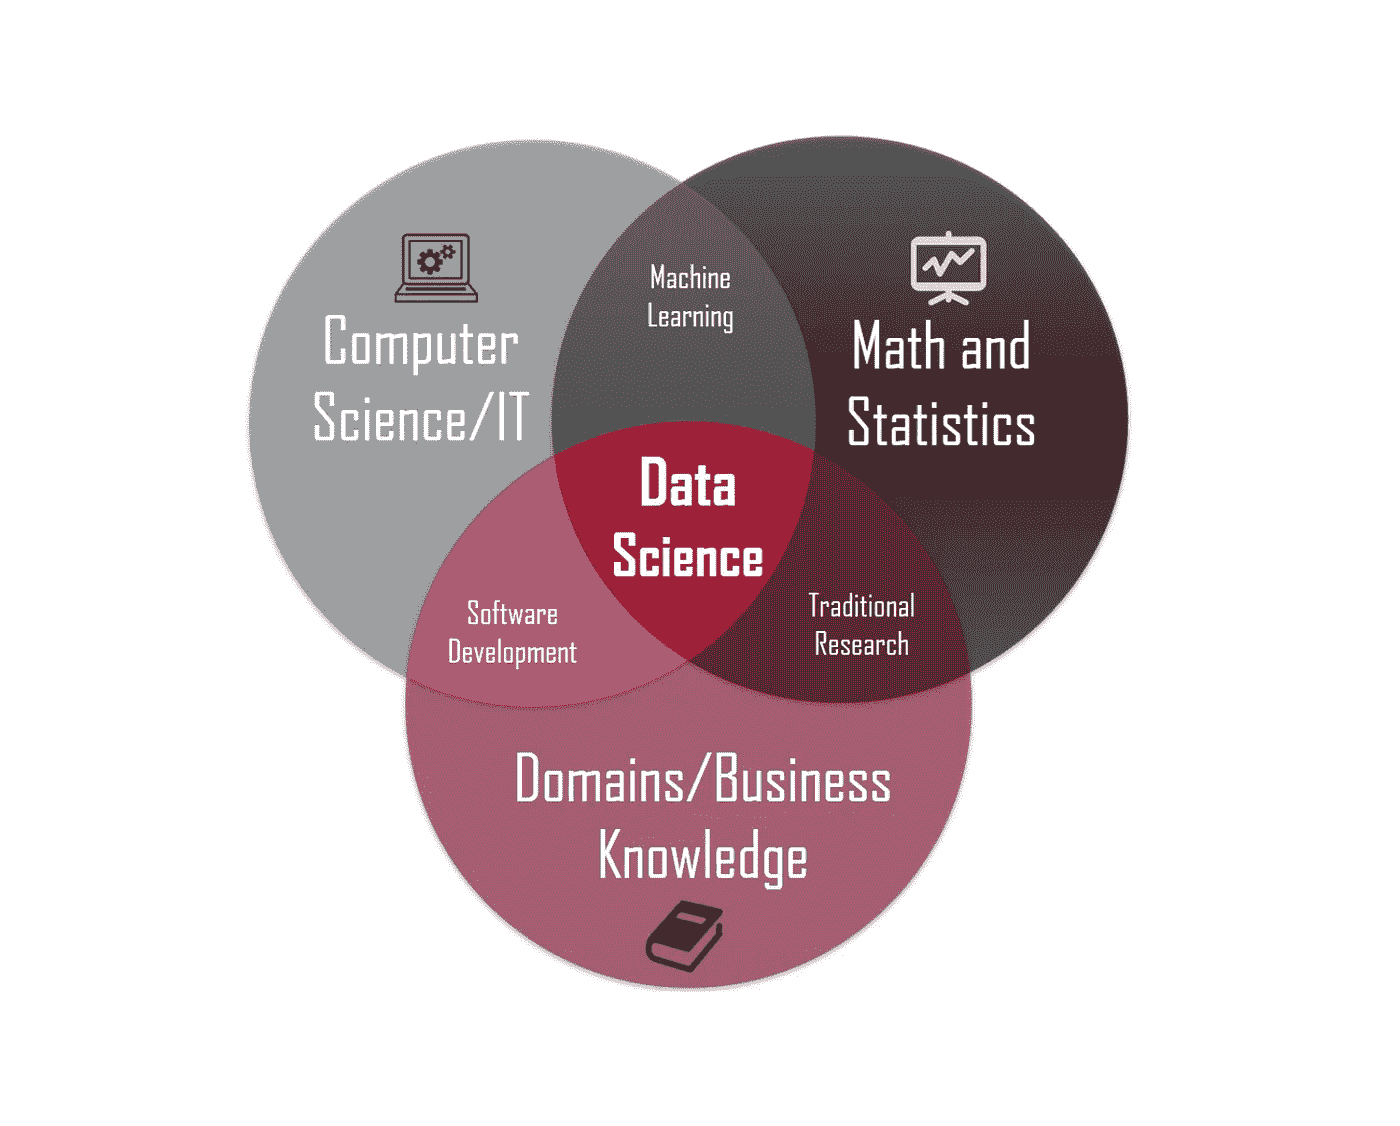 Machine
Learning
Computer
Science/IT
Math and
Statistics
Data
Science
Software
Development
Traditional
Research
Domains/Business
Knowledge